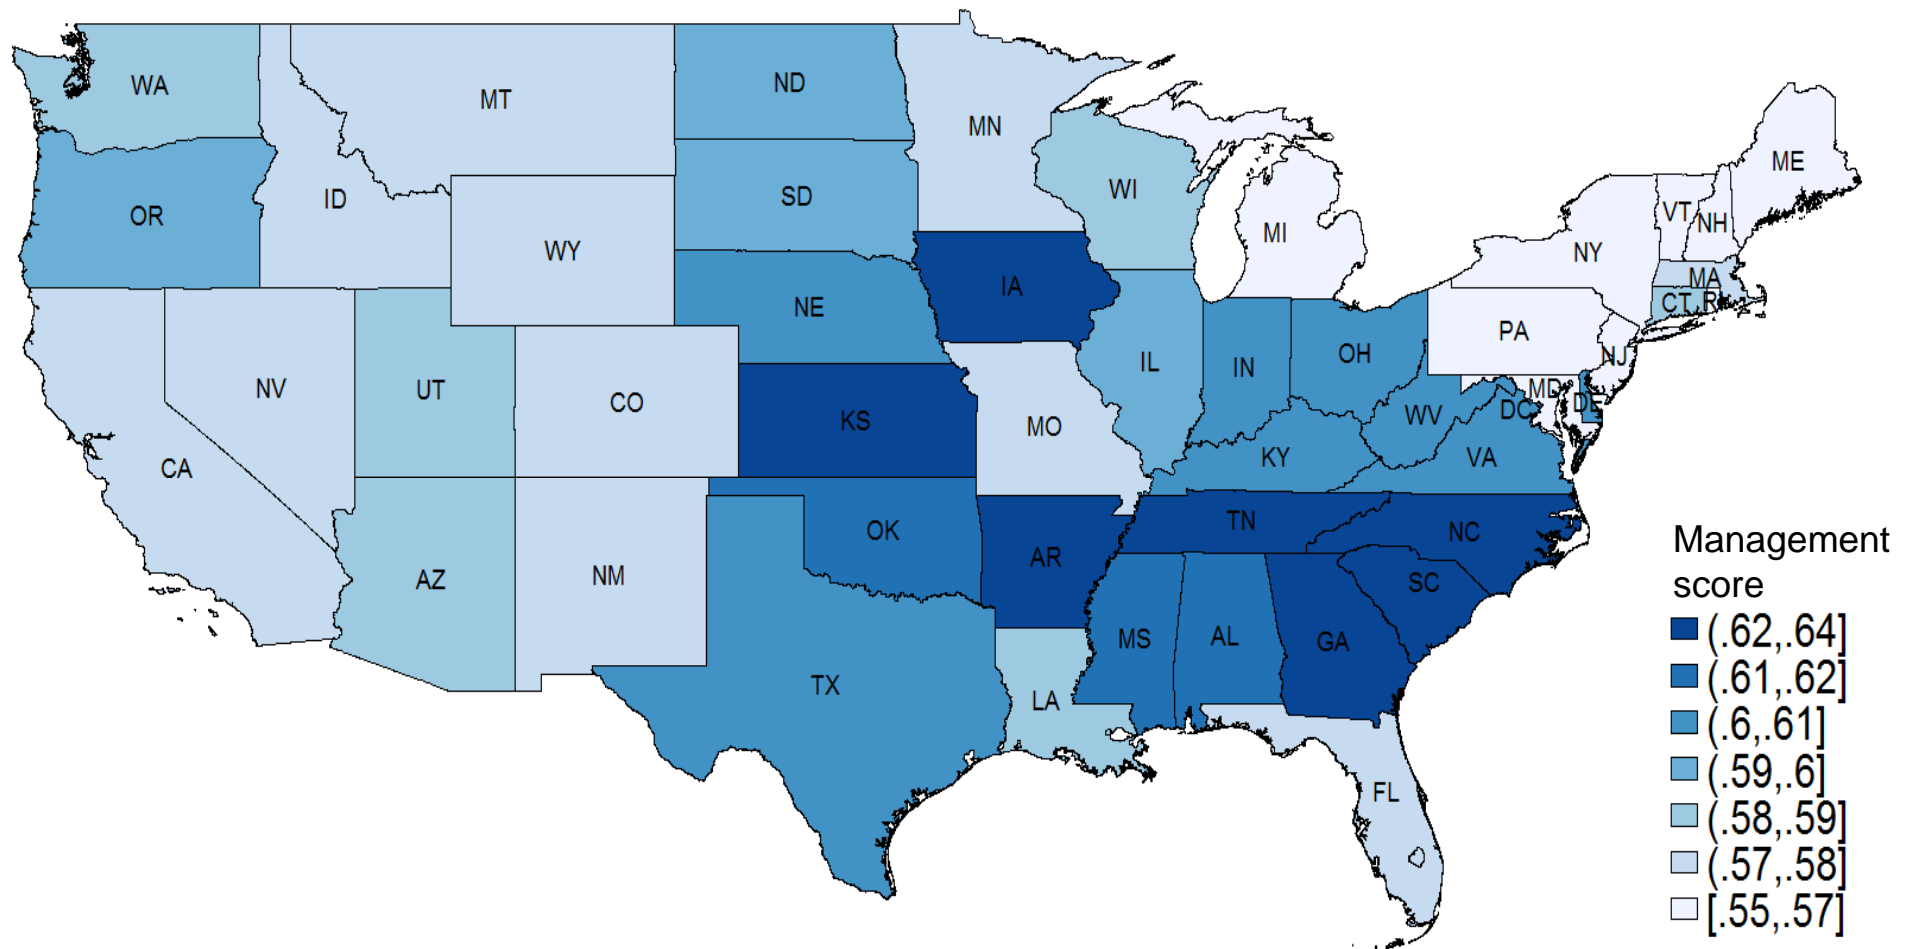 WA
MT
ND
MN
ME
OR
ID
SD
WI
VT
NH
MI
NY
WY
IA
MA
NE
CT
RI
PA
IL
IN
OH
NJ
NV
UT
CO
MD
KS
MO
WV
DC
DE
CA
KY
VA
OK
TN
NC
AZ
NM
AR
SC
MS
AL
GA
TX
LA
FL
Management
score
(.62,.64]
(.61,.62]
(.6,.61]
(.59,.6]
(.58,.59]
(.57,.58]
[.55,.57]